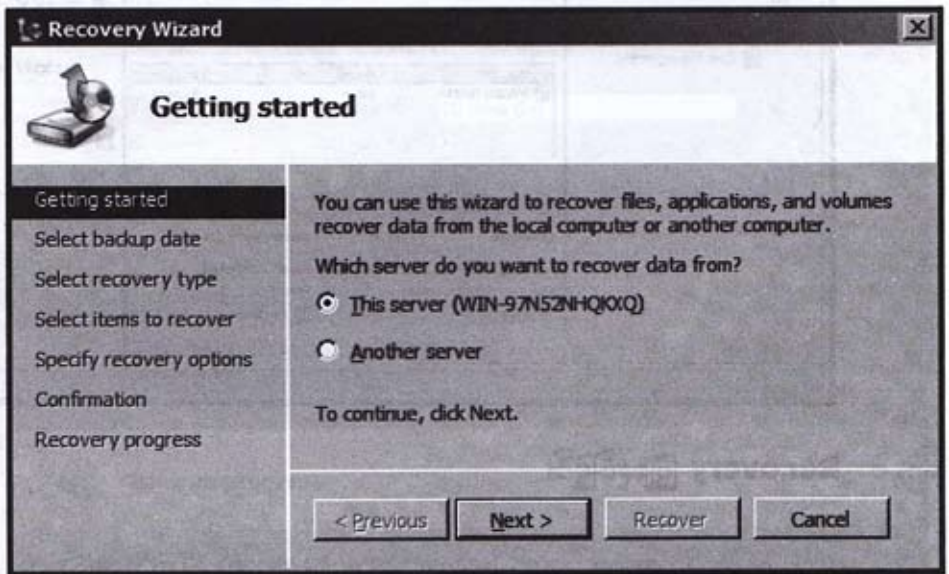 Recovery Wizard
Getting started
Getting started
Select backup date
Select recovery type
Select items to recover
Specify recovery options
Confirmation
Recovery progress
You can use this wizard to recover files, applications, and volumes
recover data from the local computer or another computer.
Which server do you want to recover data from?
This server (WIN-97N52NHQKXQ)
Another server
To continue, click Next.
< Previous
Next >
Recover
Cancel